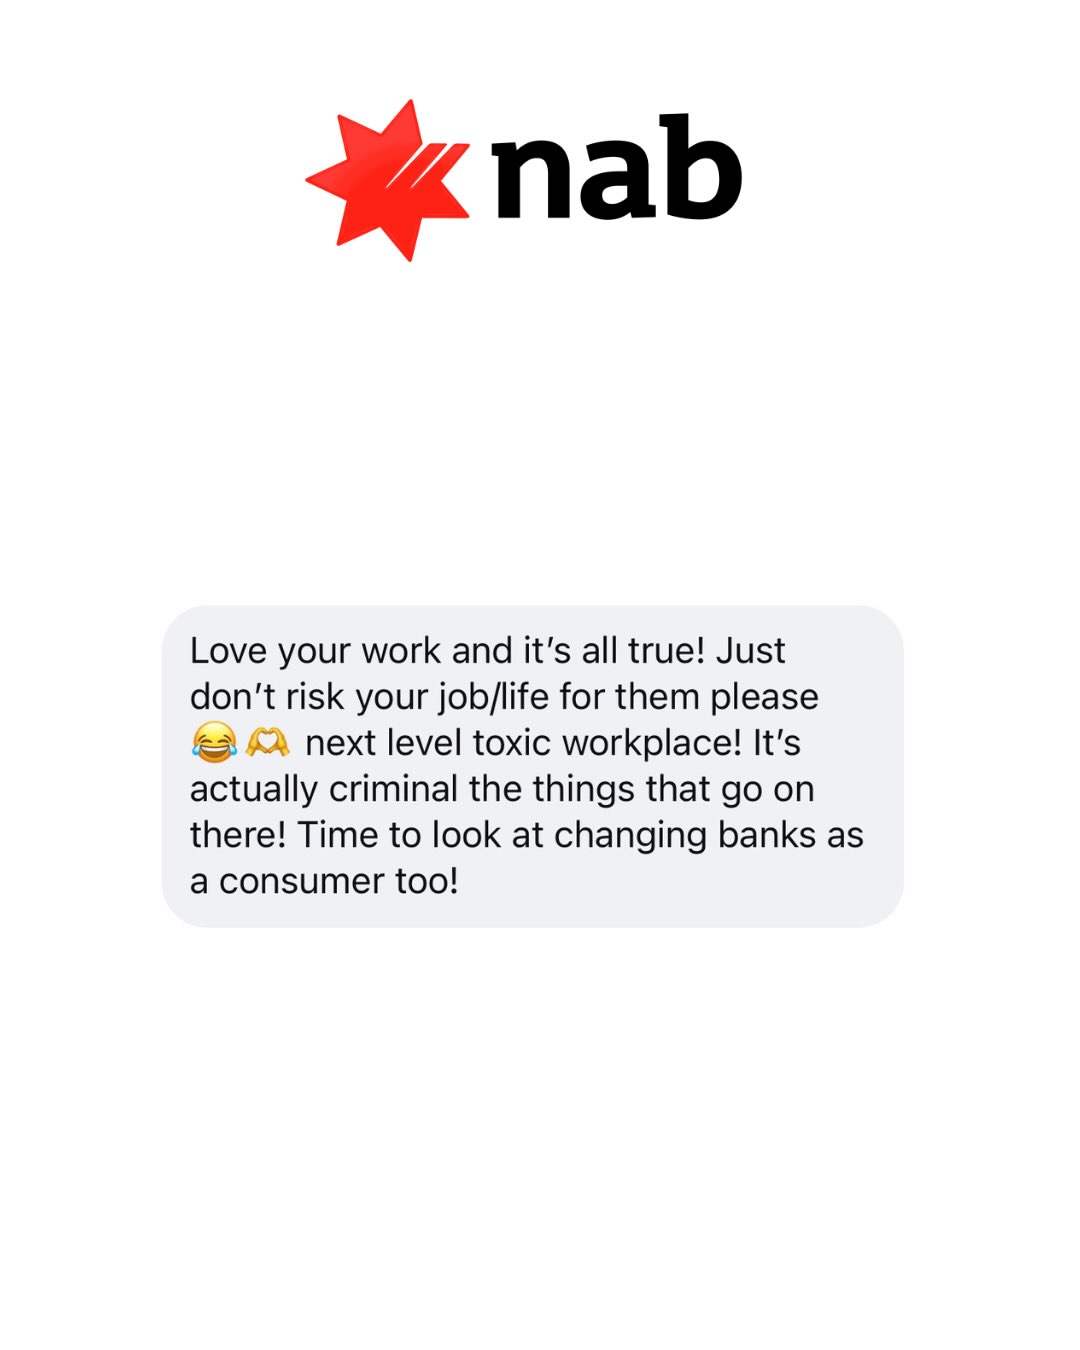 nab
Love your work and it’s all true! Just
don’t risk your job/life for them please
😂🫶 next level toxic workplace! It’s
actually criminal the things that go on
there! Time to look at changing banks as
a consumer too!